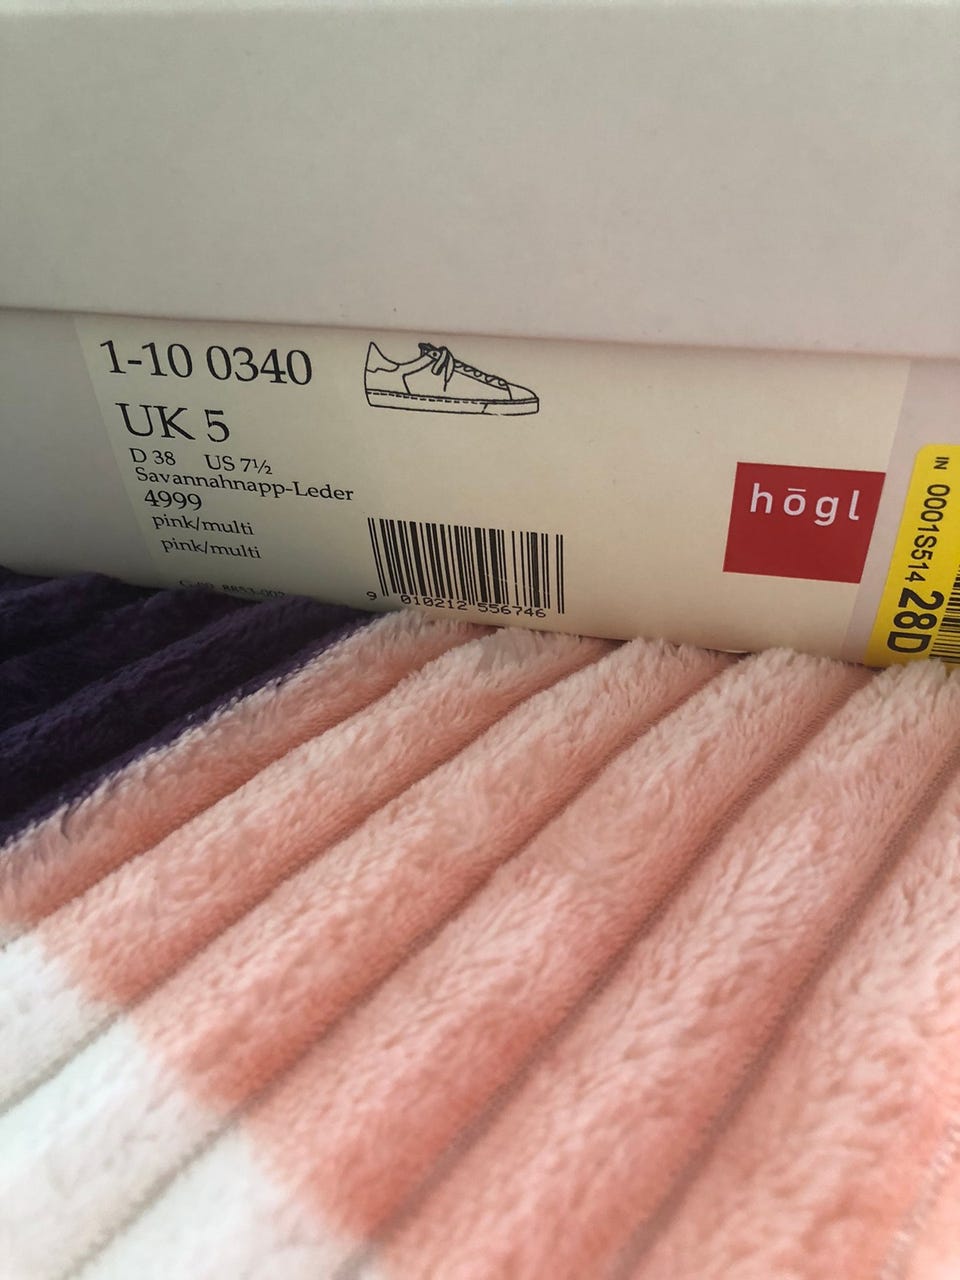 1-10 0340
UK 5
D 38 US 7½
Savannahnapp-Leder
4999
pink/multi
pink/multi
9 010212 556746
hōgl
IN 0001S514 28D